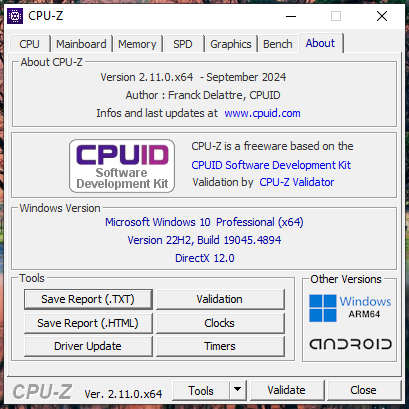 CPU-Z
CPU Mainboard Memory SPD Graphics Bench About
About CPU-Z
Version 2.11.0.x64 - September 2024
Author : Franck Delattre, CPUID
Infos and last updates at www.cpuid.com
CPUID
Software
Development Kit
CPU-Z is a freeware based on the
CPUID Software Development Kit
Validation by CPU-Z Validator
Windows Version
Microsoft Windows 10 Professional (x64)
Version 22H2, Build 19045.4894
DirectX 12.0
Tools
Save Report (.TXT) Validation
Save Report (.HTML) Clocks
Driver Update Timers
Other Versions
Windows
ARM64
ANDROID
CPU-Z Ver. 2.11.0.x64 Tools Validate Close